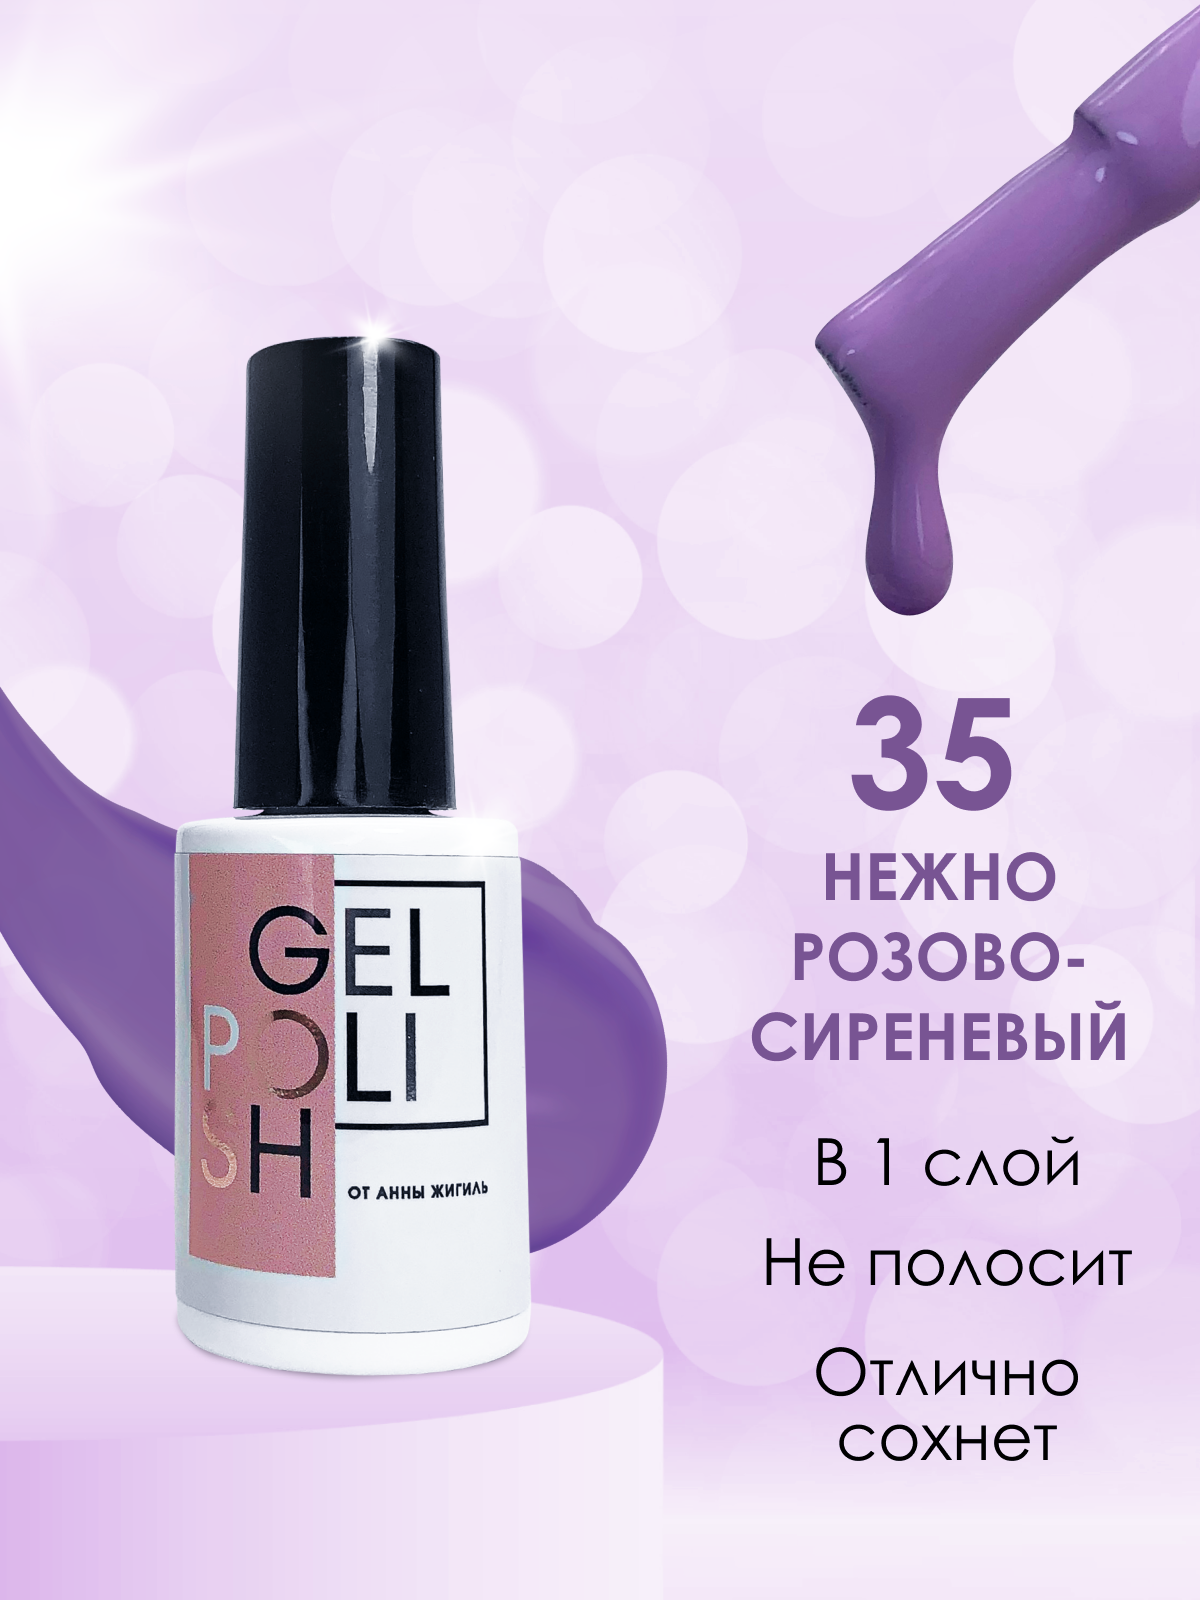 GEL
POLI
SH
ОТ АННЫ ЖИГИЛЬ
35
НЕЖНО
РОЗОВО-
СИРЕНЕВЫЙ
В 1 слой
Не полосит
Отлично
сохнет